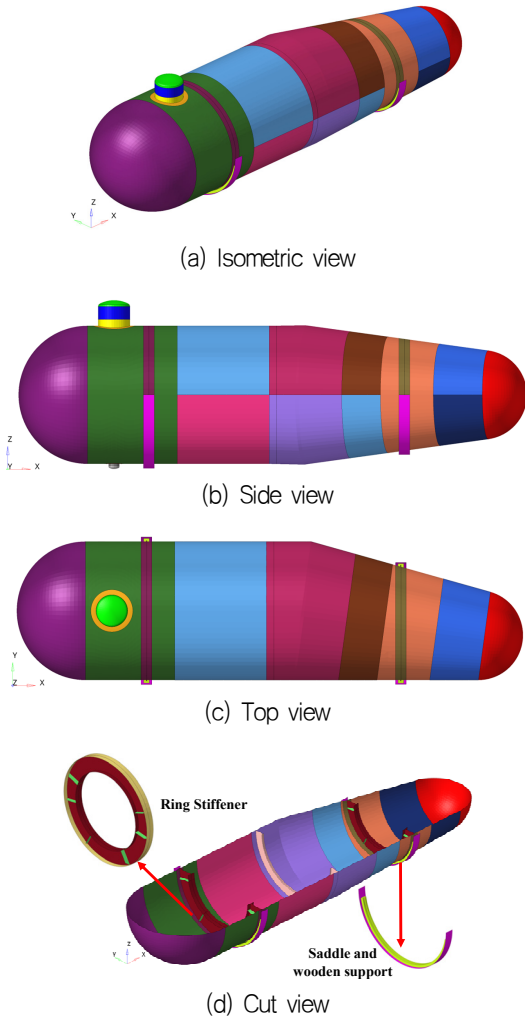 Z
Y
X
(a) Isometric view
Z
Y
X
(b) Side view
Y
Z
X
(c) Top view
Ring Stiffener
Z
Y
X
Saddle and
wooden support
(d) Cut view